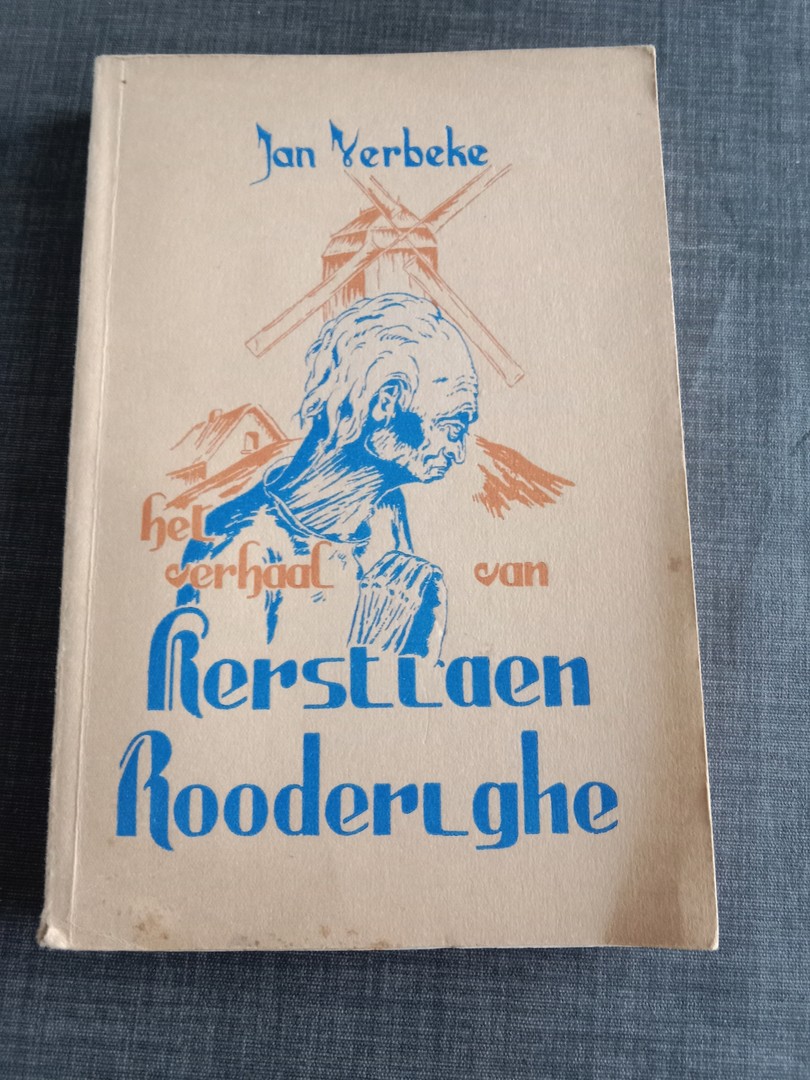 Jan Verbeke
het
verhaal van
Kerstiaen
Rooderighe